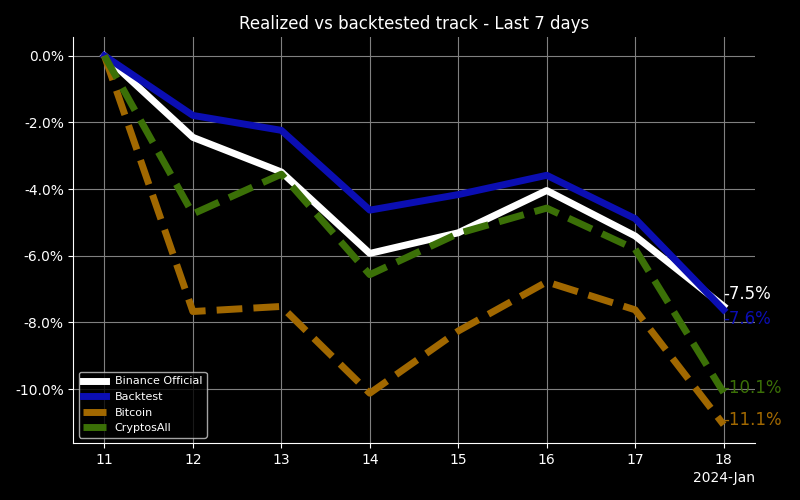 Realized vs backtested track - Last 7 days
0.0%
-2.0%
-4.0%
-6.0%
-8.0%
-10.0%
-7.5%
-7.6%
-10.1%
-11.1%
Binance Official
Backtest
Bitcoin
CryptosAll
11 12 13 14 15 16 17 18
2024-Jan